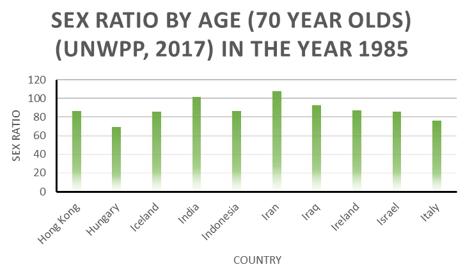 SEX RATIO BY AGE (70 YEAR OLDS)
(UNWPP, 2017) IN THE YEAR 1985
120
100
80
60
40
20
0
SEX RATIO
Hong Kong
Hungary
Iceland
India
Indonesia
Iran
Iraq
Ireland
Israel
Italy
COUNTRY